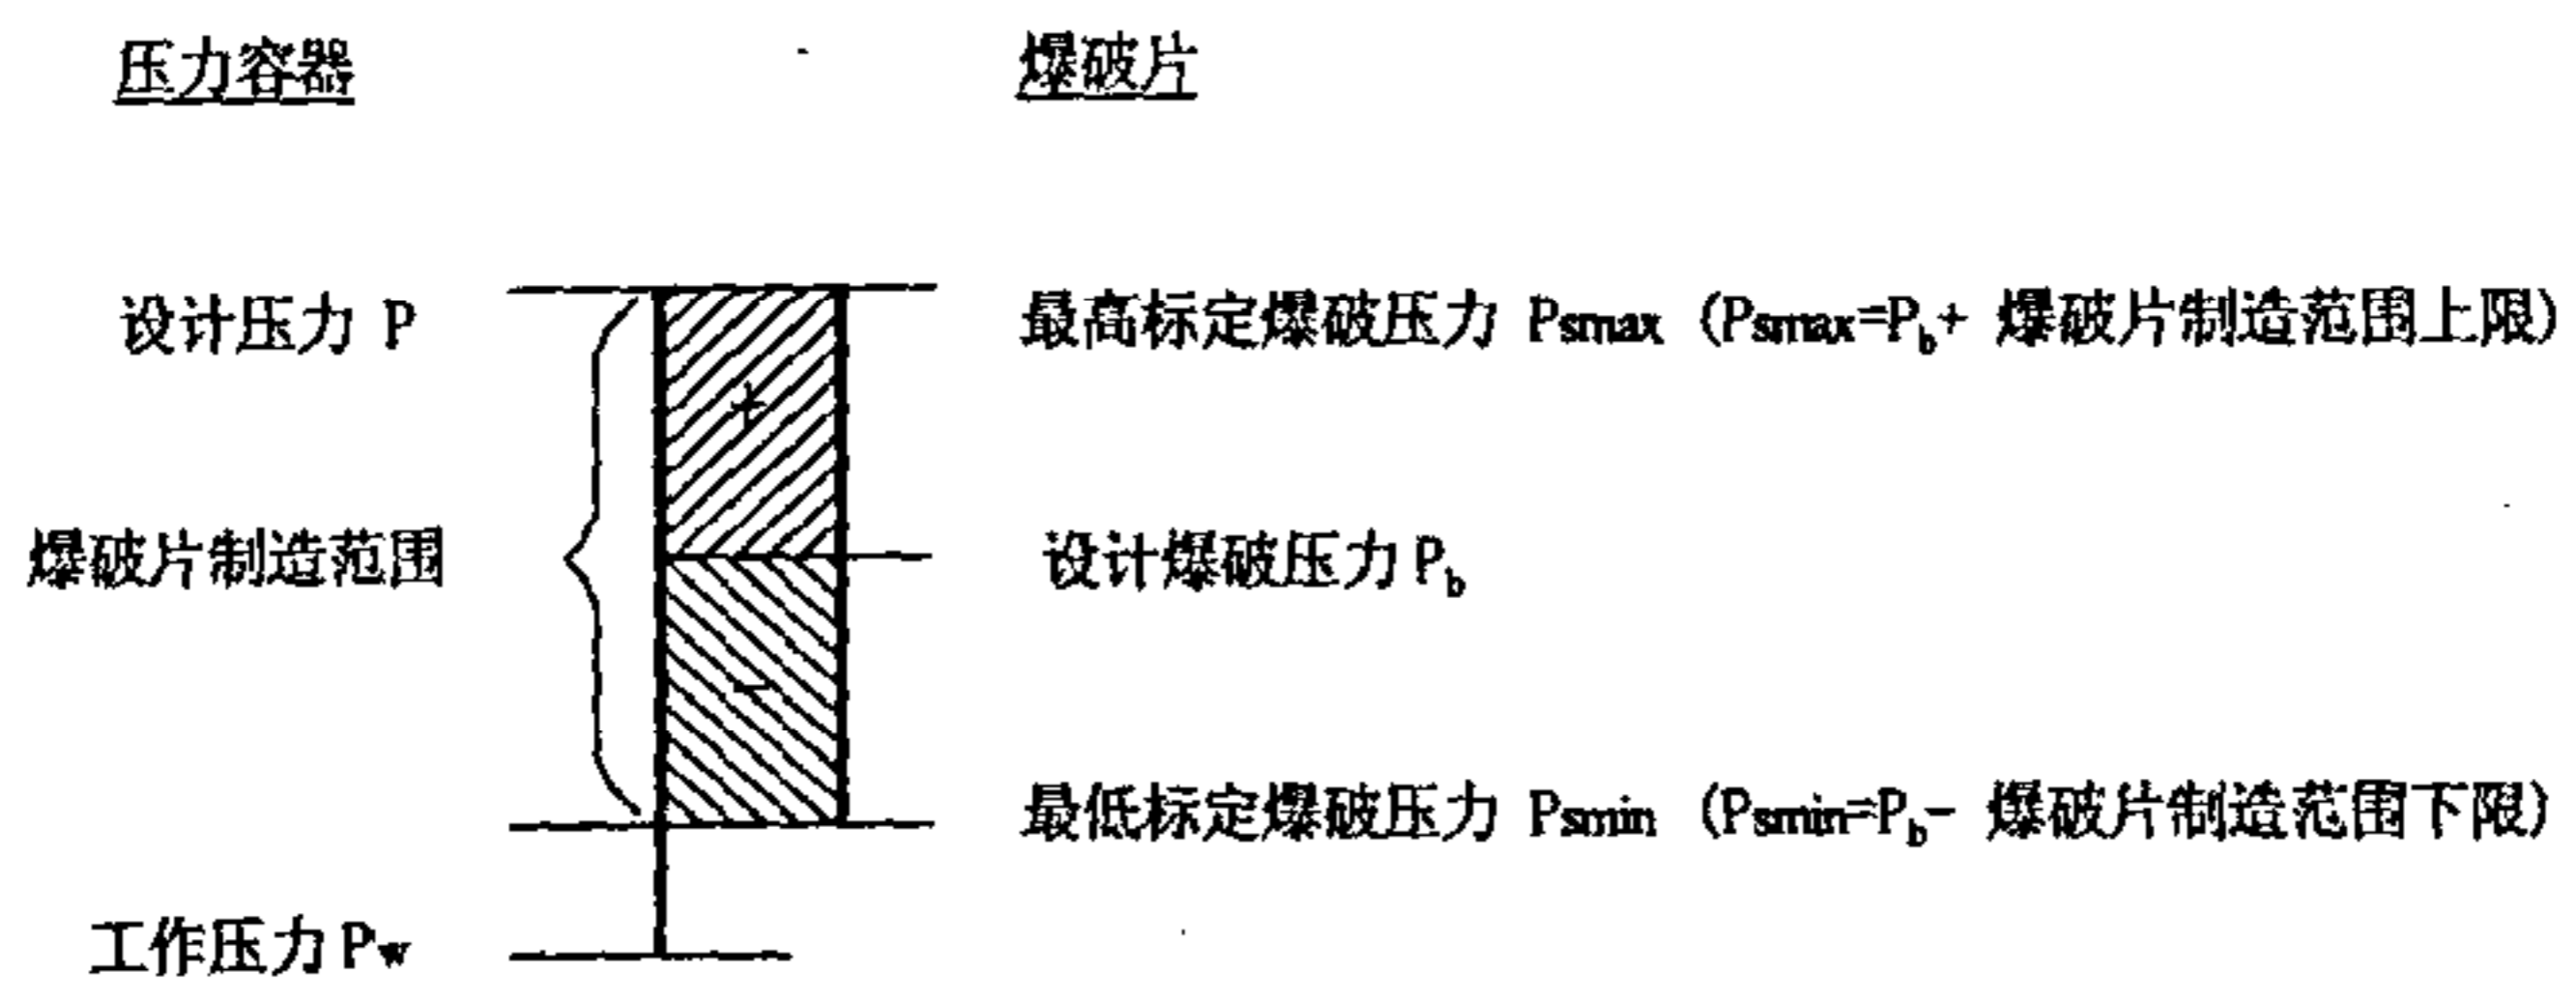 压力容器 爆破片
设计压力 P 最高标定爆破压力 Psmax (Psmax=Pb+ 爆破片制造范围上限)
+
爆破片制造范围 设计爆破压力 Pb
-
最低标定爆破压力 Psmin (Psmin=Pb- 爆破片制造范围下限)
工作压力 Pw